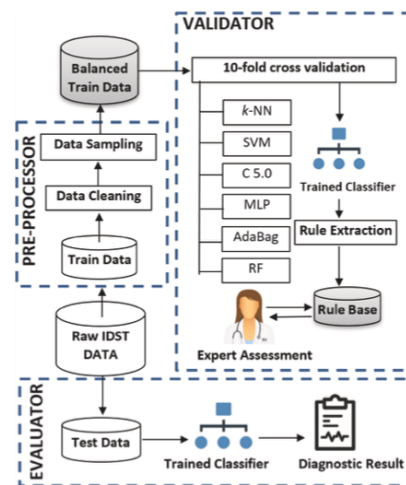 VALIDATOR
Balanced
Train Data
10-fold cross validation
k-NN
SVM
C 5.0
MLP
AdaBag
RF
Trained Classifier
Rule Extraction
Rule Base
Expert Assessment
PRE-PROCESSOR
Data Sampling
Data Cleaning
Train Data
Raw IDST
DATA
EVALUATOR
Test Data
Trained Classifier
Diagnostic Result